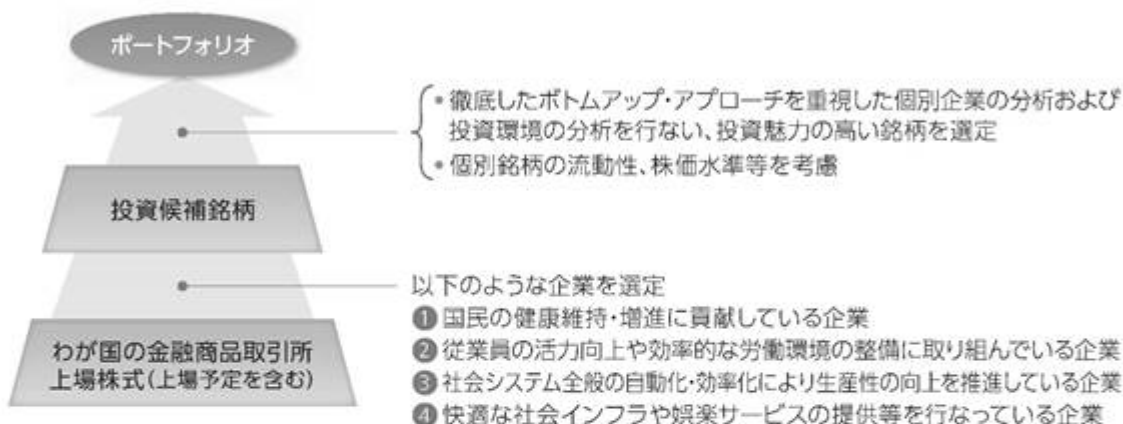 ポートフォリオ
• 徹底したボトムアップ・アプローチを重視した個別企業の分析および
投資環境の分析を行ない、投資魅力の高い銘柄を選定
• 個別銘柄の流動性、株価水準等を考慮
投資候補銘柄
以下のような企業を選定
❶ 国民の健康維持・増進に貢献している企業
❷ 従業員の活力向上や効率的な労働環境の整備に取り組んでいる企業
❸ 社会システム全般の自動化・効率化により生産性の向上を推進している企業
❹ 快適な社会インフラや娯楽サービスの提供等を行なっている企業
わが国の金融商品取引所
上場株式(上場予定を含む)